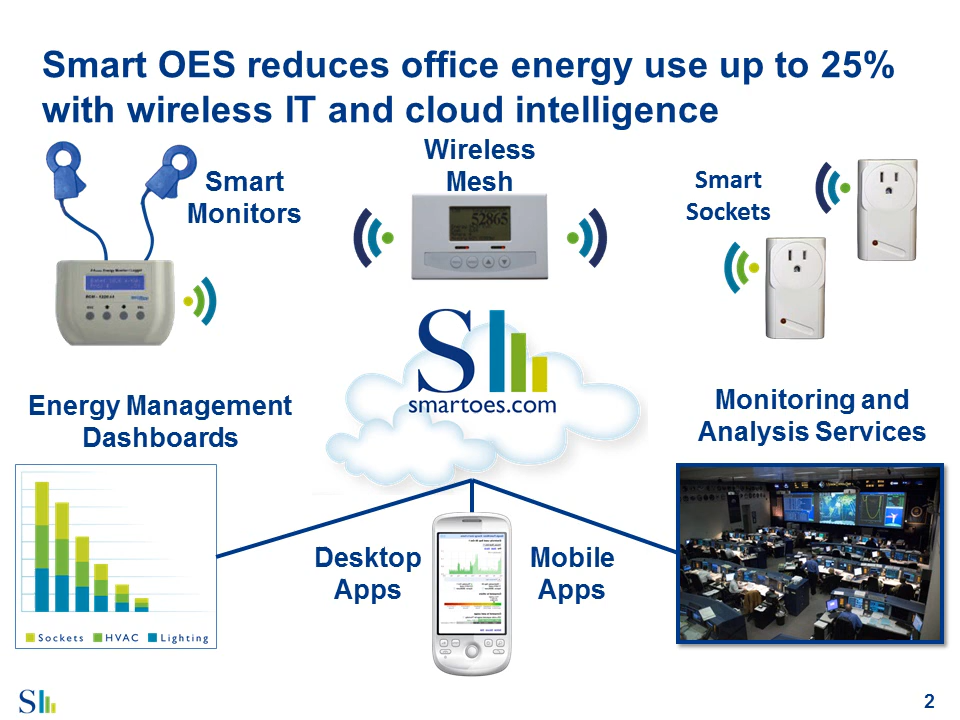 Smart OES reduces office energy use up to 25%
with wireless IT and cloud intelligence
Smart
Monitors
Wireless
Mesh
52865
Smart
Sockets
smartoes.com
Energy Management
Dashboards
Sockets HVAC Lighting
Desktop
Apps
Mobile
Apps
Monitoring and
Analysis Services
S
2